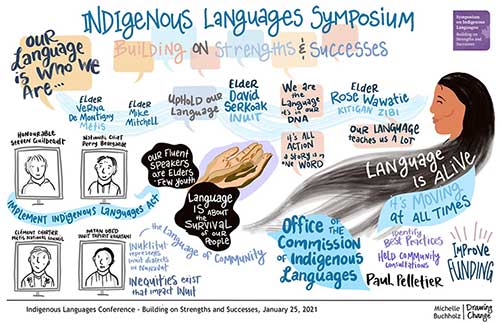 INDIGENOUS LANGUAGES SYMPOSIUM
Building on Strengths & Successes
Symposium
on Indigenous
Languages
Building on
Strengths and
Successes
OUR
Language
is Who We
Are...
Elder
Verna
De Montigny
Métis
Elder
Mike
Mitchell
UpHold our
Language
Elder
David
Serkoak
INUIT
We are
the
Language
it's in our
DNA
it's all
Action
a story is in
one word
Elder
Rose Wawatie
Kitigan Zibi
Our Language
teaches us a lot
Honourable
Steven Guilbeault
National Chief
Perry Bellegarde
Implement Indigenous Languages Act
Clément Chartier
Métis National Council
Natan Obed
Inuit Tapiriit Kanatami
Our Fluent
Speakers
are Elders
Few Youth
Language
is about
the
Survival
of our
People
the Language of Community
Inuktitut
represents
Inuit dialects
in Nunavut
Inequities exist
that impact Inuit
Language
is Alive
it's moving
at all times
Office
of the
Commission
of Indigenous
Languages
Identify
Best Practices
Hold Community
Consultations
Paul Pelletier
Improve
Funding
Indigenous Languages Conference - Building on Strengths and Successes, January 25, 2021
Michelle
Buchholz
Drawing
Change